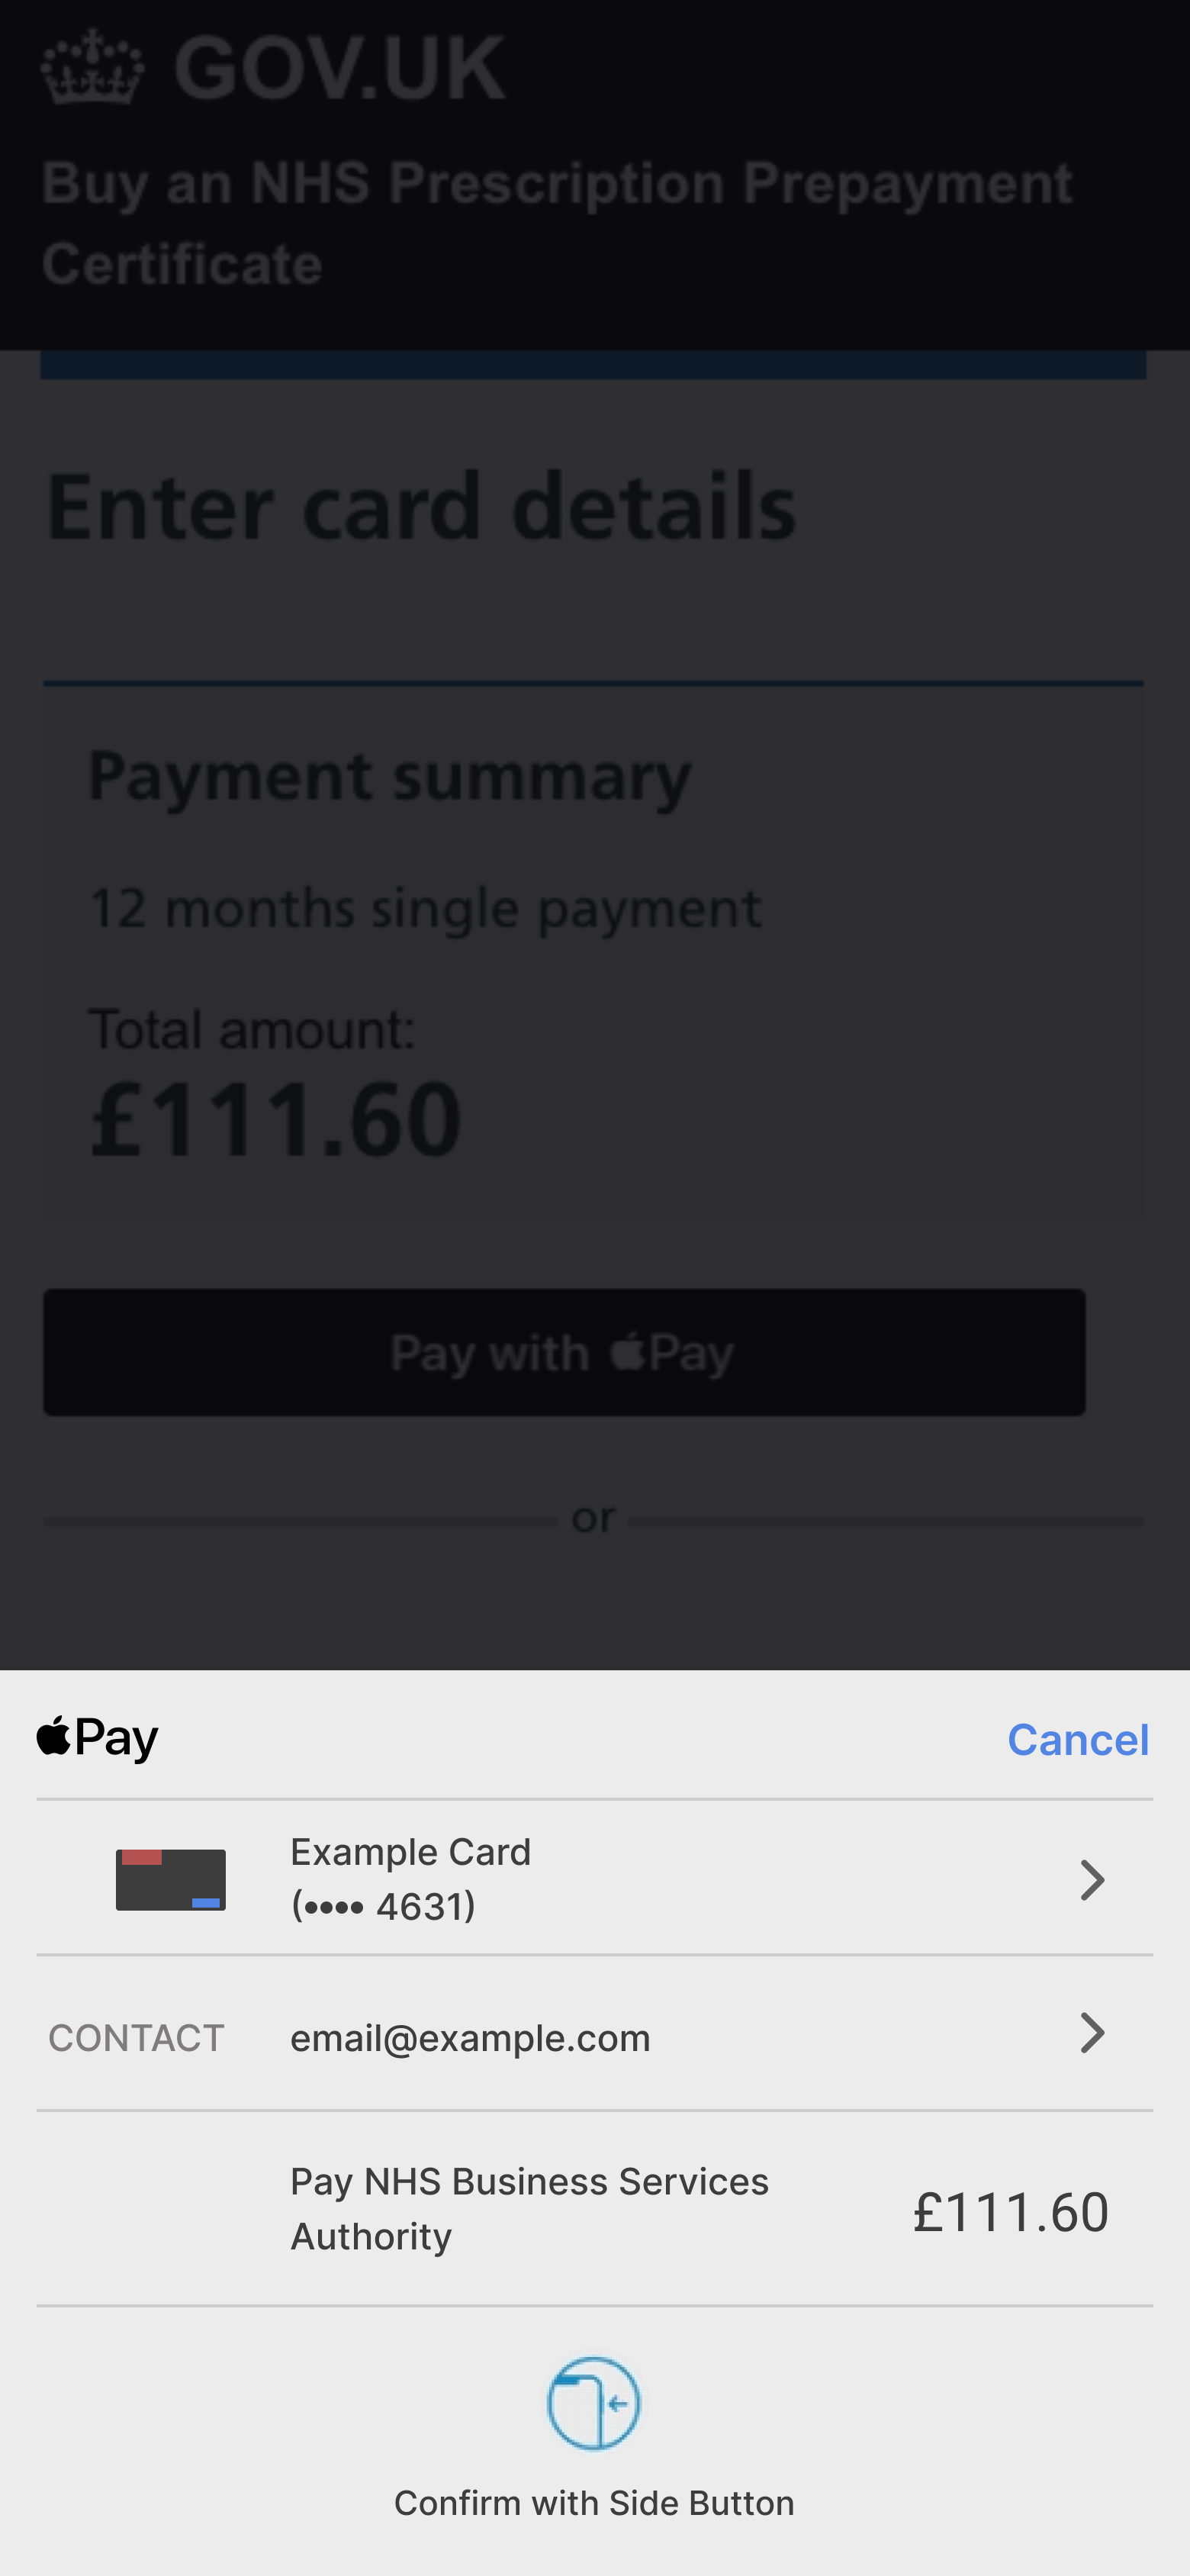 GOV.UK
Buy an NHS Prescription Prepayment
Certificate
Enter card details
Payment summary
12 months single payment
Total amount:
£111.60
Pay with Pay
or
Pay
Cancel
Example Card
(•••• 4631)
CONTACT
email@example.com
Pay NHS Business Services
Authority
£111.60
Confirm with Side Button